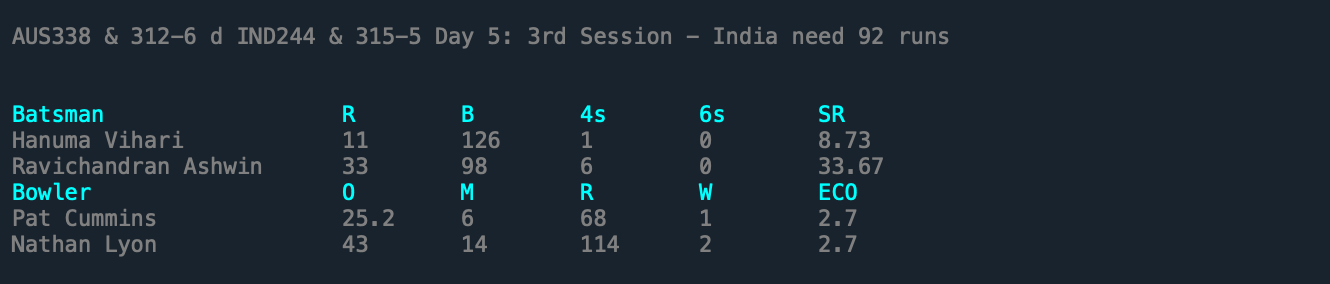 AUS338 & 312-6 d IND244 & 315-5 Day 5: 3rd Session - India need 92 runs
Batsman R B 4s 6s SR
Hanuma Vihari 11 126 1 0 8.73
Ravichandran Ashwin 33 98 6 0 33.67
Bowler O M R W ECO
Pat Cummins 25.2 6 68 1 2.7
Nathan Lyon 43 14 114 2 2.7